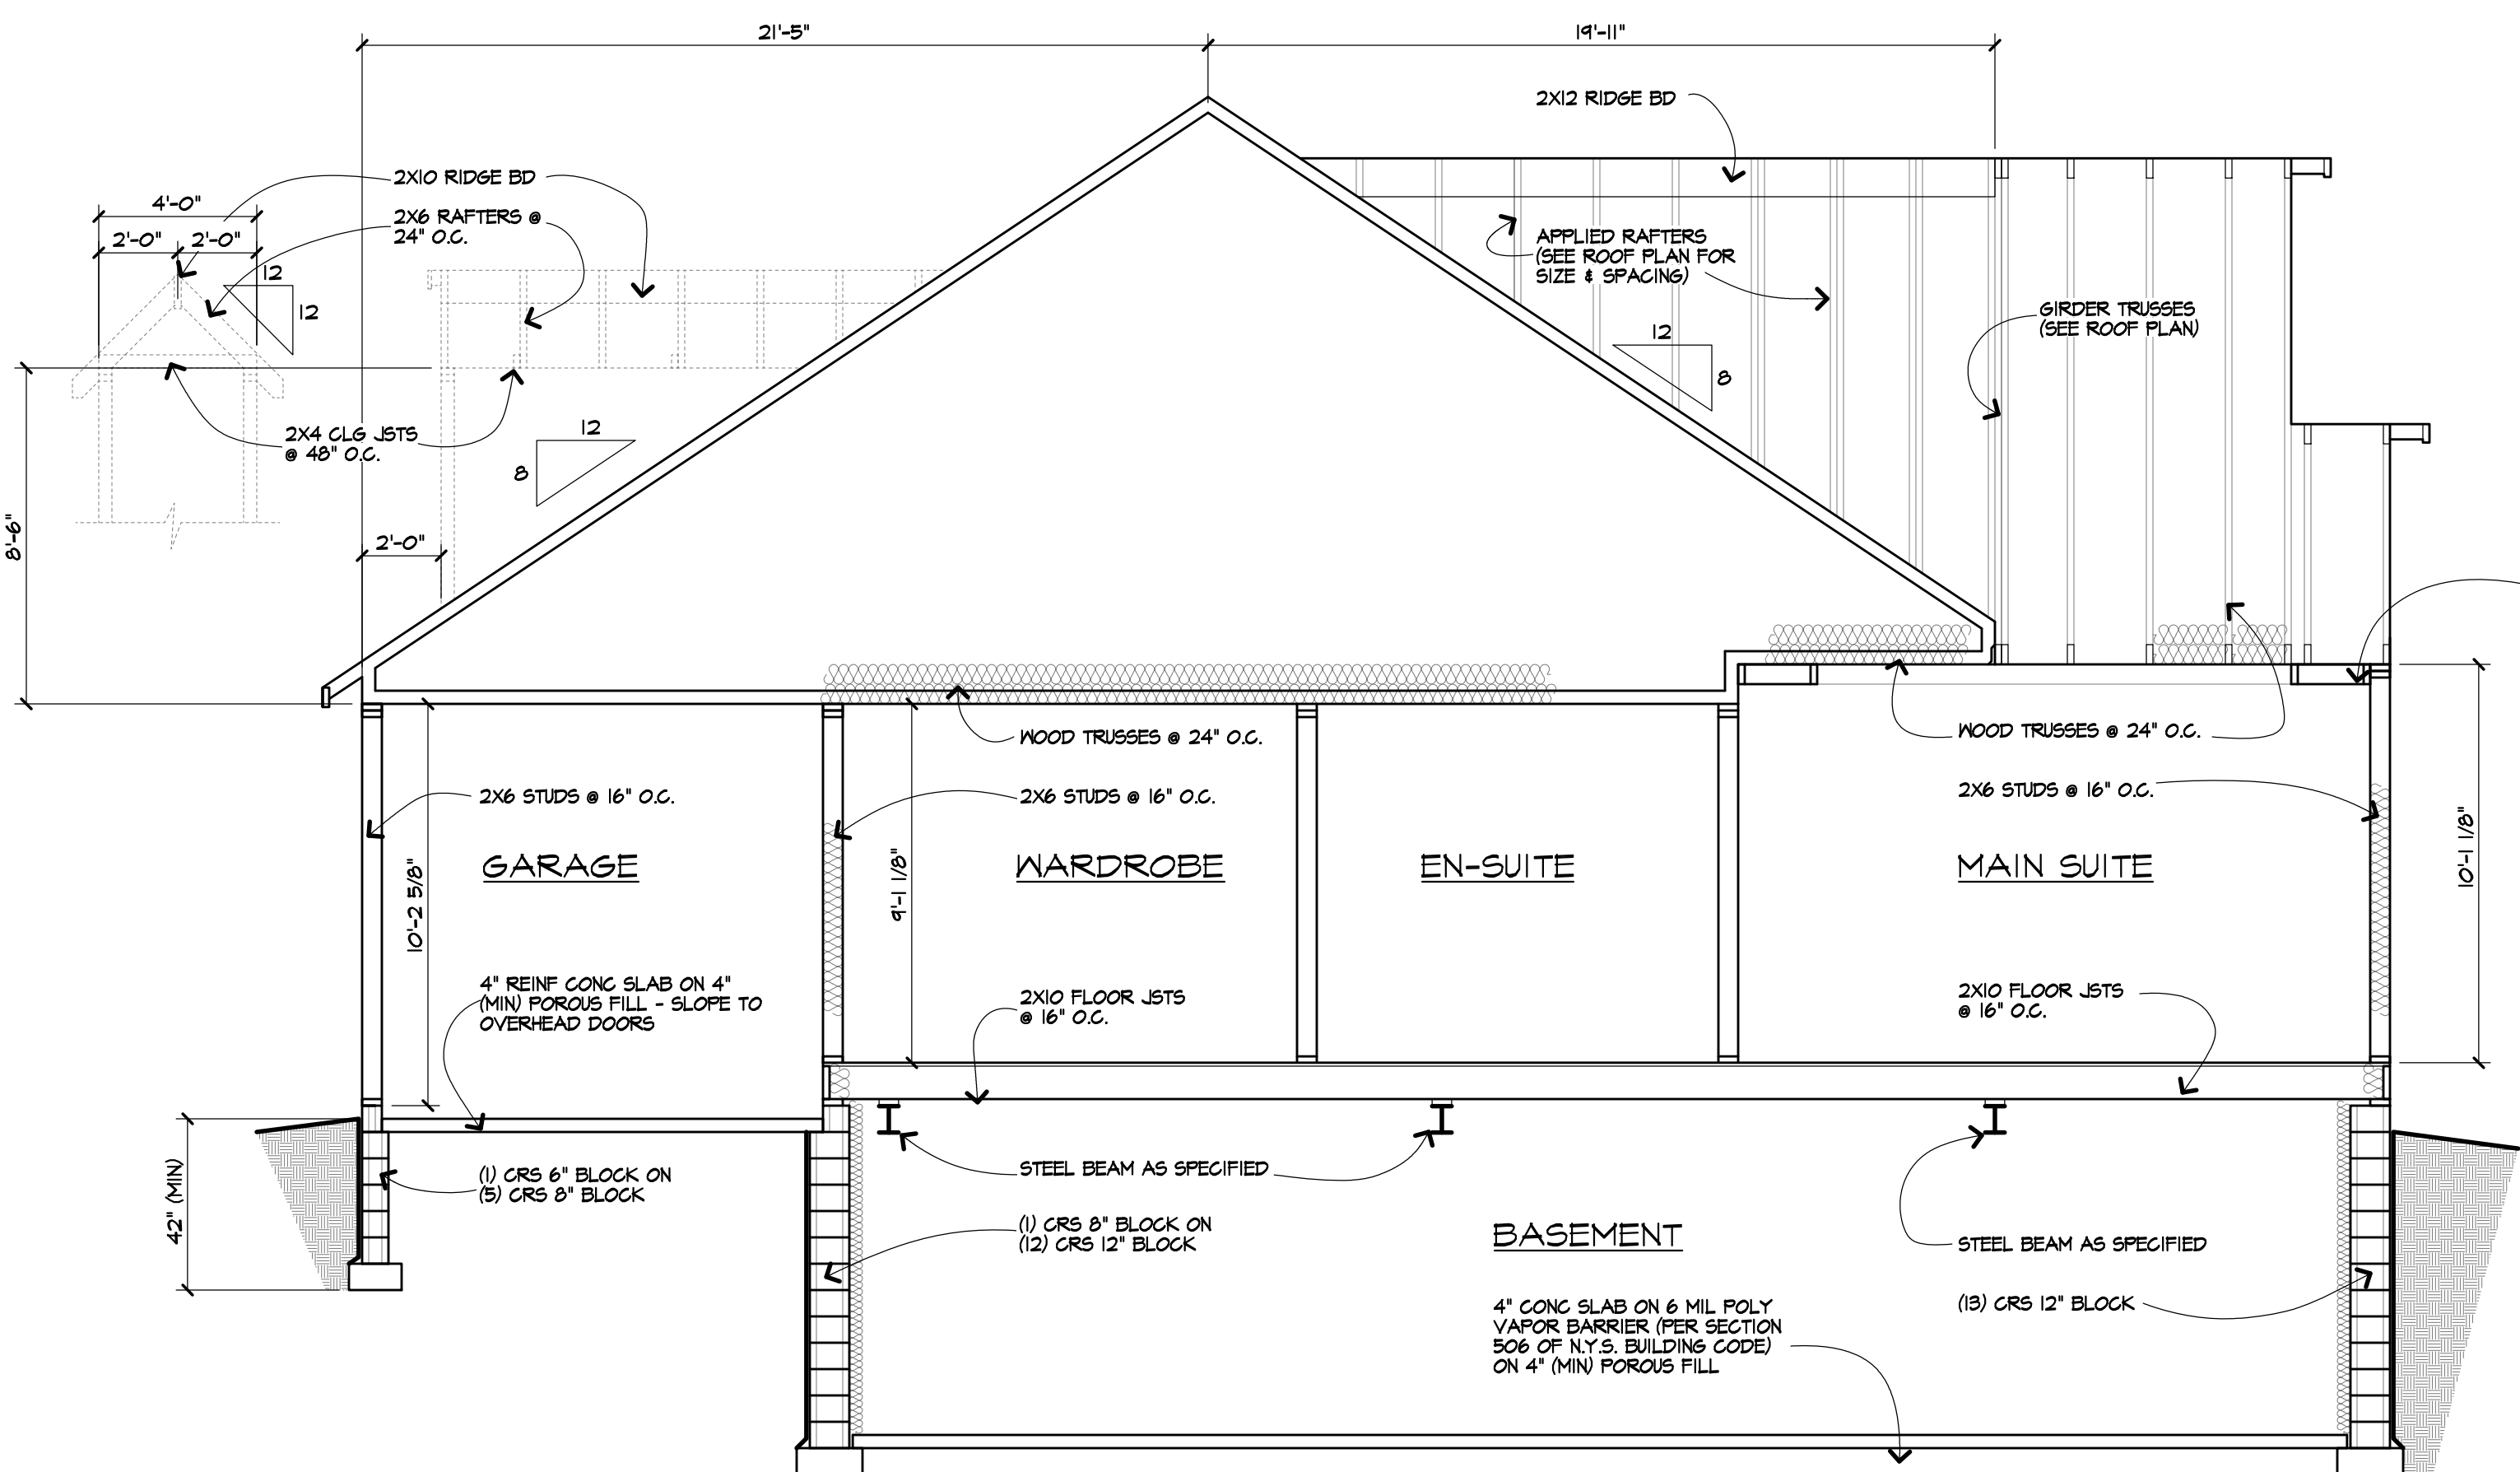 21'-5"
19'-11"
2X12 RIDGE BD
2X10 RIDGE BD
4'-0"
2X6 RAFTERS @
24" O.C.
2'-0"
2'-0"
12
12
APPLIED RAFTERS
(SEE ROOF PLAN FOR
SIZE & SPACING)
GIRDER TRUSSES
(SEE ROOF PLAN)
12
8
2X4 CLG JSTS
@ 48" O.C.
12
8
8'-6"
2'-0"
WOOD TRUSSES @ 24" O.C.
WOOD TRUSSES @ 24" O.C.
2X6 STUDS @ 16" O.C.
2X6 STUDS @ 16" O.C.
2X6 STUDS @ 16" O.C.
GARAGE
WARDROBE
EN-SUITE
MAIN SUITE
10'-2 5/8"
9'-1 1/8"
10'-1 1/8"
4" REINF CONC SLAB ON 4"
(MIN) POROUS FILL - SLOPE TO
OVERHEAD DOORS
2X10 FLOOR JSTS
@ 16" O.C.
2X10 FLOOR JSTS
@ 16" O.C.
42" (MIN)
(1) CRS 6" BLOCK ON
(5) CRS 8" BLOCK
STEEL BEAM AS SPECIFIED
(1) CRS 8" BLOCK ON
(12) CRS 12" BLOCK
BASEMENT
STEEL BEAM AS SPECIFIED
(13) CRS 12" BLOCK
4" CONC SLAB ON 6 MIL POLY
VAPOR BARRIER (PER SECTION
506 OF N.Y.S. BUILDING CODE)
ON 4" (MIN) POROUS FILL